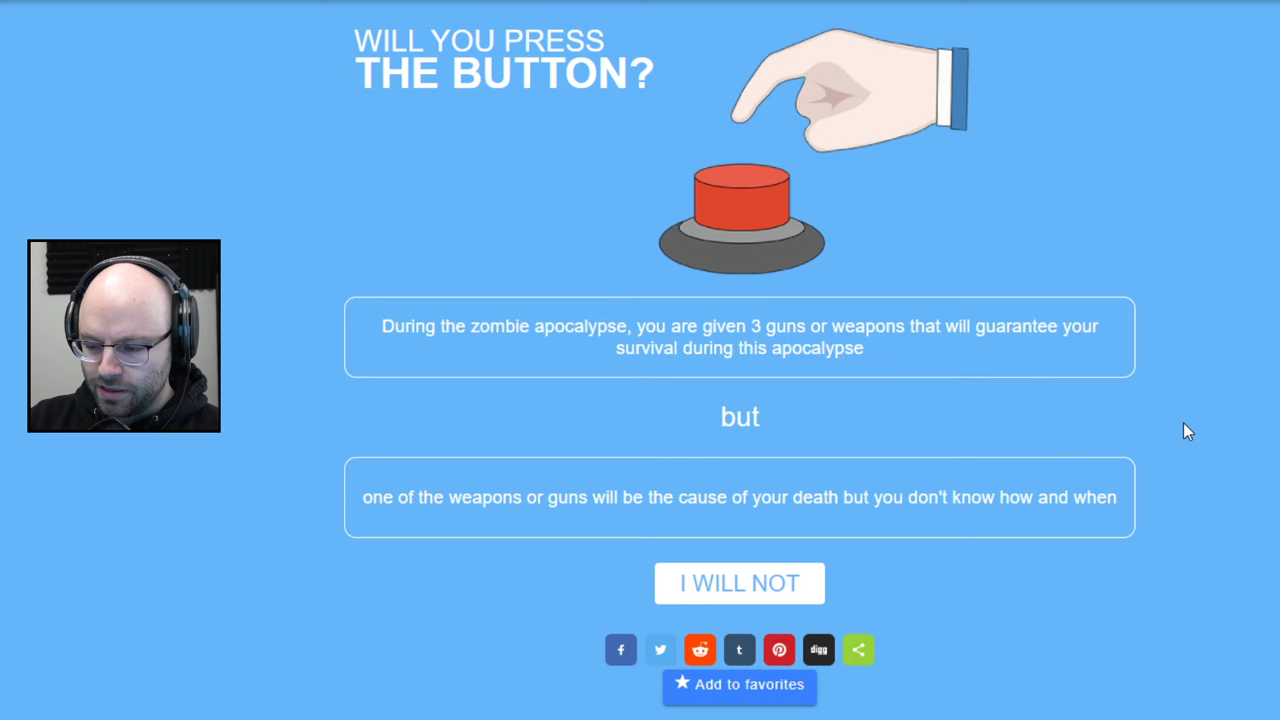 WILL YOU PRESS
THE BUTTON?
During the zombie apocalypse, you are given 3 guns or weapons that will guarantee your
survival during this apocalypse
but
one of the weapons or guns will be the cause of your death but you don't know how and when
I WILL NOT
digg
Add to favorites